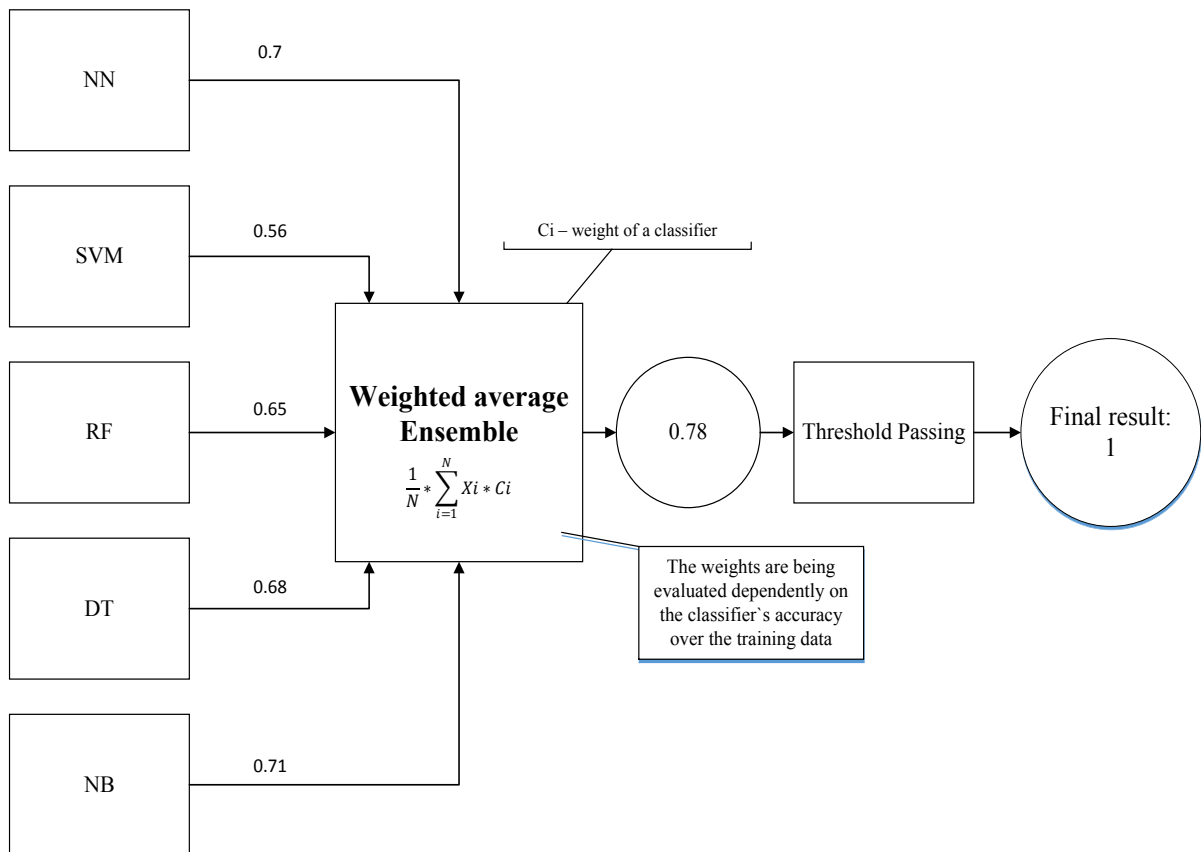 NN
0.7
SVM
0.56
RF
0.65
DT
0.68
NB
0.71
Ci – weight of a classifier
Weighted average
Ensemble
1/N * ∑_{i=1}^{N} Xi * Ci
0.78
Threshold Passing
Final result:
1
The weights are being
evaluated dependently on
the classifier`s accuracy
over the training data